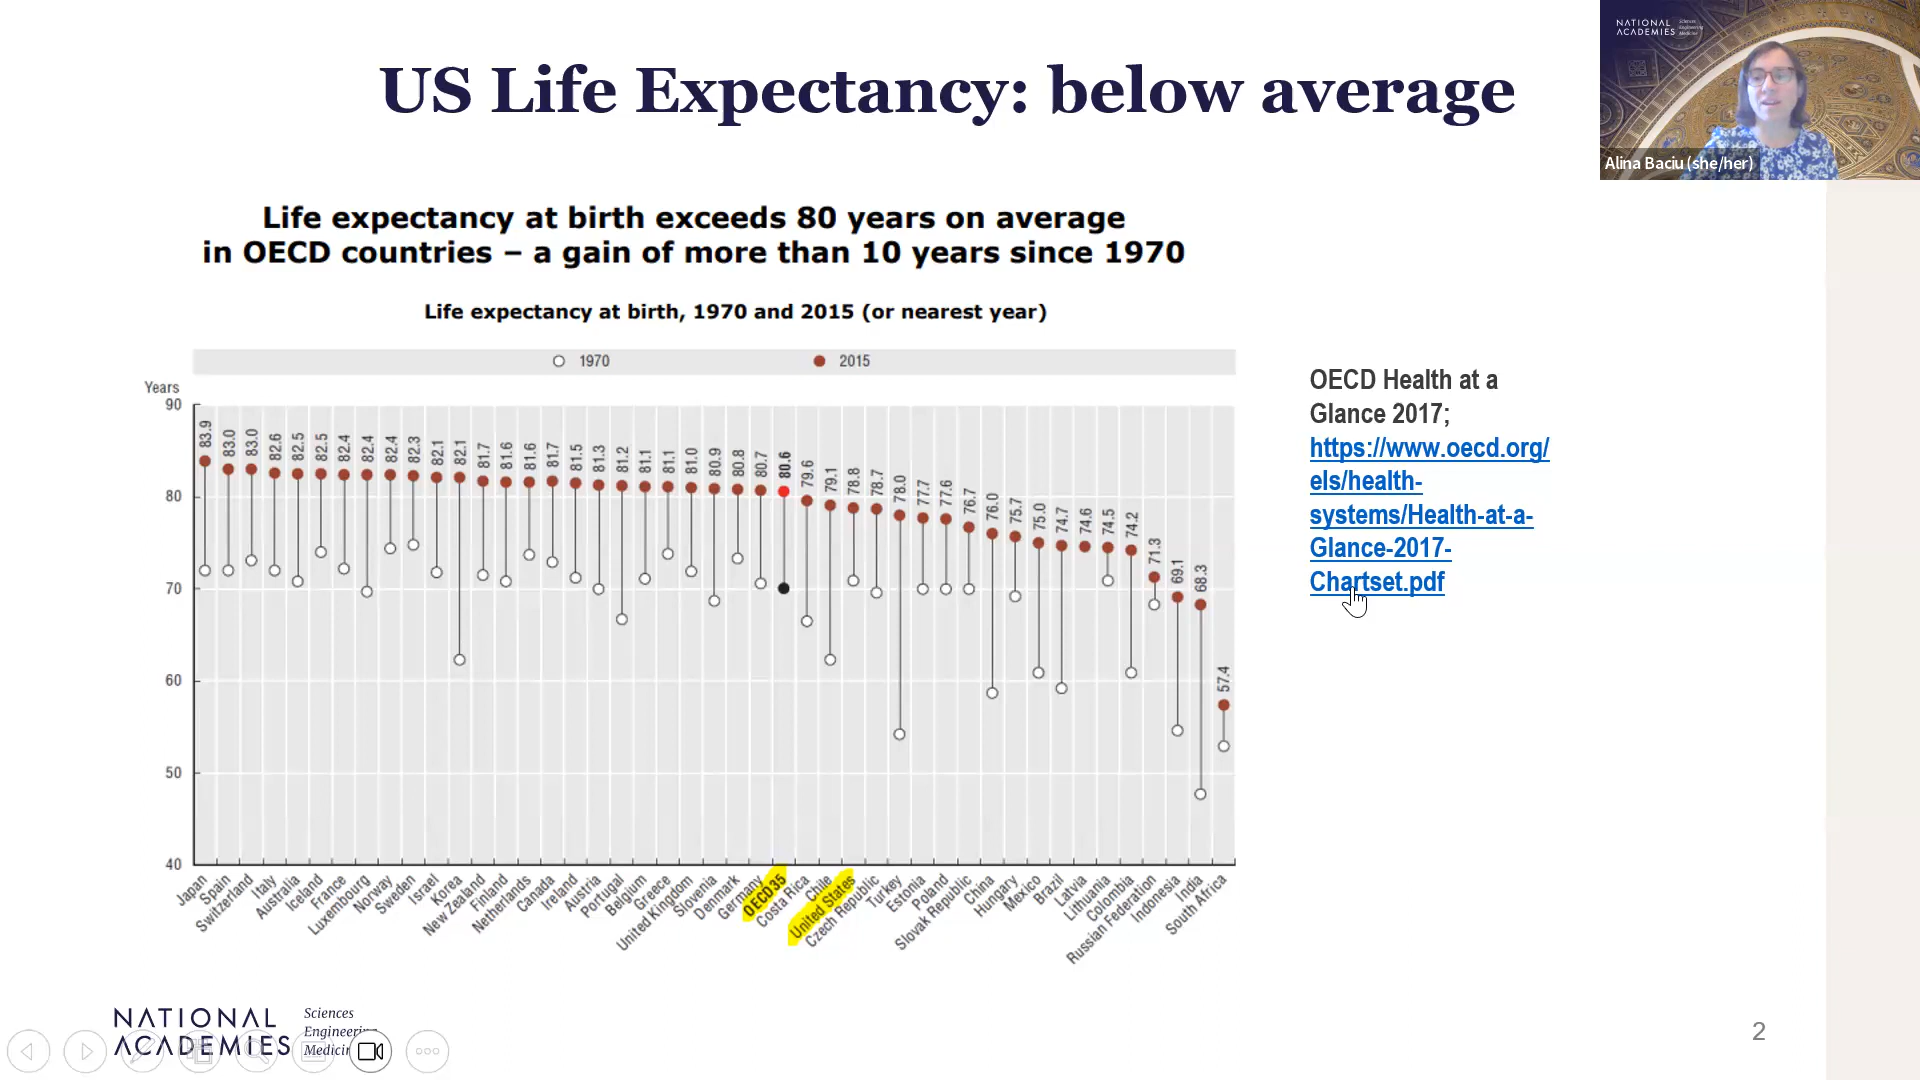 US Life Expectancy: below average
NATIONAL
ACADEMIES
Sciences
Engineering
Medicine
Alina Baciu (she/her)
Life expectancy at birth exceeds 80 years on average
in OECD countries – a gain of more than 10 years since 1970
Life expectancy at birth, 1970 and 2015 (or nearest year)
1970
2015
Years
90
80
70
60
50
40
83.9
83.0
83.0
82.6
82.5
82.5
82.4
82.4
82.4
82.3
82.1
82.1
81.7
81.6
81.6
81.7
81.5
81.3
81.2
81.1
81.1
81.0
80.9
80.8
80.7
80.6
79.6
79.1
78.8
78.7
78.0
77.7
77.6
76.7
76.0
75.7
75.0
74.7
74.6
74.5
74.2
71.3
69.1
68.3
57.4
Japan
Spain
Switzerland
Italy
Australia
Iceland
France
Luxembourg
Norway
Sweden
Israel
Korea
New Zealand
Finland
Netherlands
Canada
Ireland
Austria
Portugal
Belgium
Greece
United Kingdom
Slovenia
Denmark
Germany
OECD35
Costa Rica
Chile
United States
Czech Republic
Turkey
Estonia
Poland
Slovak Republic
China
Hungary
Mexico
Brazil
Latvia
Lithuania
Colombia
Russian Federation
Indonesia
India
South Africa
OECD Health at a
Glance 2017;
https://www.oecd.org/
els/health-
systems/Health-at-a-
Glance-2017-
Chartset.pdf
NATIONAL
ACADEMIES
Sciences
Engineering
Medicin
2